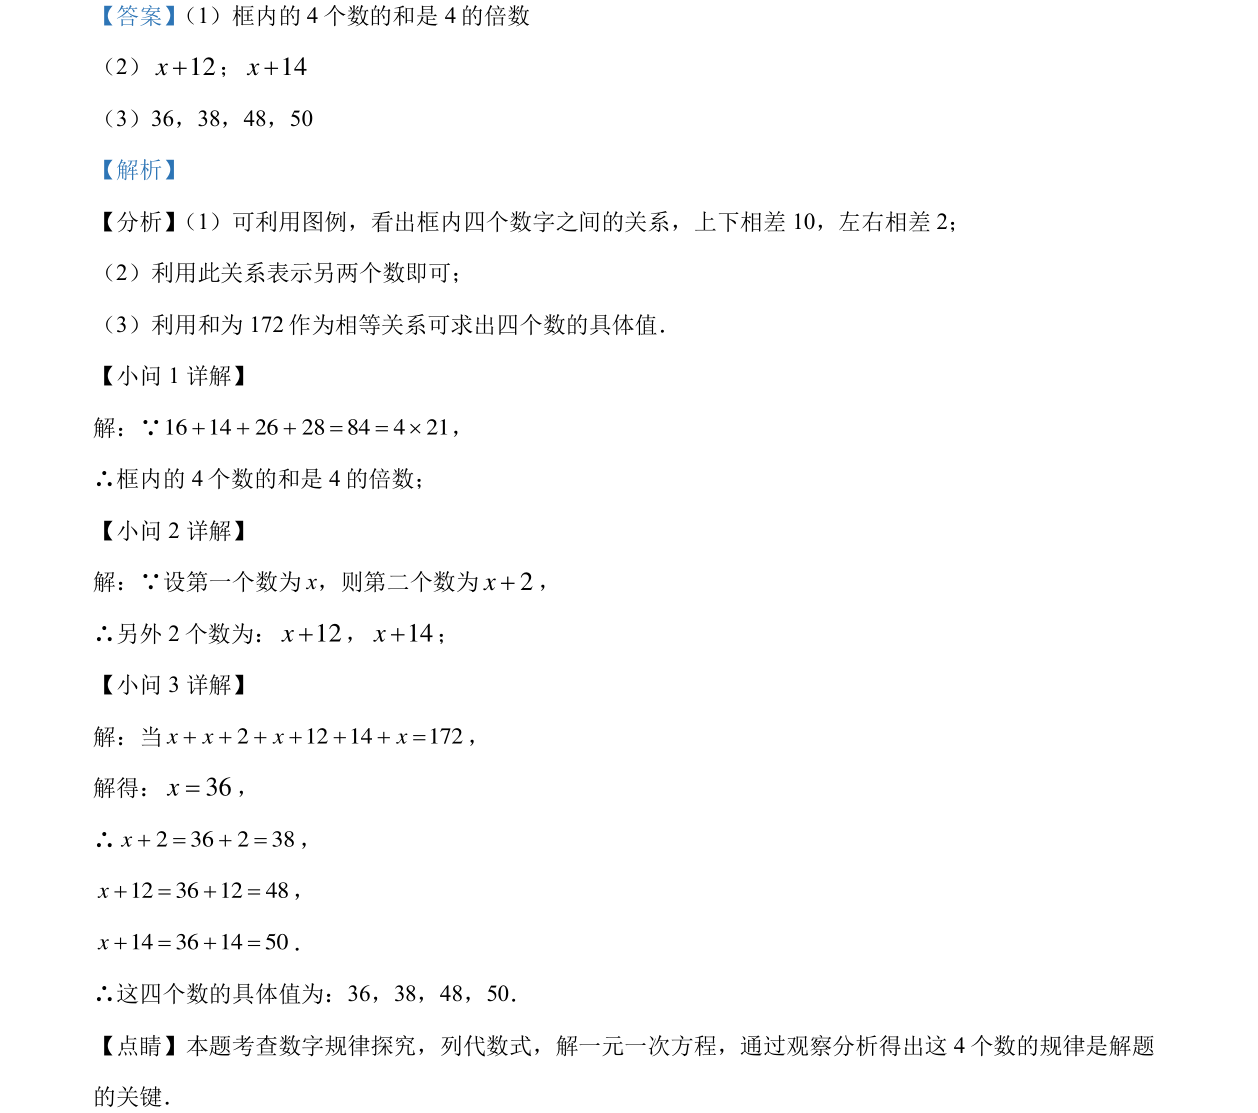 【答案】（1）框内的 4 个数的和是 4 的倍数
（2）x+12；x+14
（3）36，38，48，50
【解析】
【分析】（1）可利用图例，看出框内四个数字之间的关系，上下相差 10，左右相差 2；
（2）利用此关系表示另两个数即可；
（3）利用和为 172 作为相等关系可求出四个数的具体值．
【小问 1 详解】
解：∵16+14+26+28=84=4×21，
∴框内的 4 个数的和是 4 的倍数；
【小问 2 详解】
解：∵设第一个数为 x，则第二个数为 x+2，
∴另外 2 个数为：x+12，x+14；
【小问 3 详解】
解：当 x+x+2+x+12+14+x=172，
解得：x=36，
∴x+2=36+2=38，
x+12=36+12=48，
x+14=36+14=50．
∴这四个数的具体值为：36，38，48，50．
【点睛】本题考查数字规律探究，列代数式，解一元一次方程，通过观察分析得出这 4 个数的规律是解题
的关键．